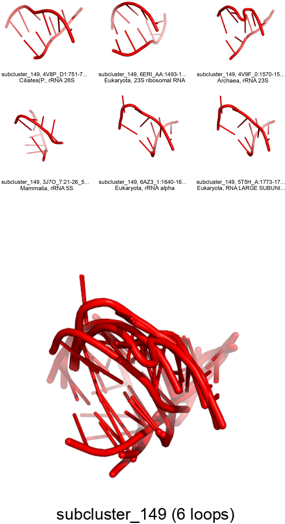 subcluster_149, 4V8P_D1:751-7...
Ciliates(P., rRNA 26S
subcluster_149, 6ERI_AA:1493-1...
Eukaryota, 23S ribosomal RNA
subcluster_149, 4V9F_0:1570-15...
Archaea, rRNA 23S
subcluster_149, 3J7O_7:21-26_5...
Mammalia, rRNA 5S
subcluster_149, 6AZ3_1:1640-16...
Eukaryota, rRNA alpha
subcluster_149, 5T5H_A:1773-17...
Eukaryota, RNA LARGE SUBUNI...
subcluster_149 (6 loops)